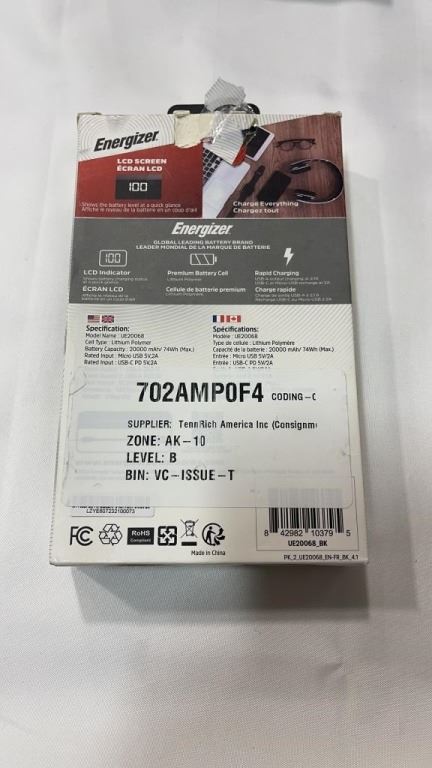 Energizer
LCD SCREEN
ÉCRAN LCD
100
Shows the battery level at a quick glance
Affiche le niveau de la batterie en un coup d'œil
Charge Everything
Chargez tout
Energizer
GLOBAL LEADING BATTERY BRAND
LEADER MONDIAL DE LA MARQUE DE BATTERIE
100
LCD Indicator
ÉCRAN LCD
Premium Battery Cell
Lithium Polymer
Cellule de batterie premium
Lithium Polymère
Rapid Charging
Charge rapide
Specification:
Model Name : UE20068
Cell Type : Lithium Polymer
Battery Capacity : 20000 mAh/ 74Wh (Max.)
Rated Input : Micro USB 5V,2A
Rated Input : USB-C PD 5V,2A
Spécifications:
Modèle : UE20068
Type de cellule : Lithium Polymère
Capacité de la batterie : 20000 mAh/ 74Wh (Max.)
Entrée : Micro USB 5V/2A
Entrée : USB-C PD 5V/2A
702AMP0F4 CODING-C
SUPPLIER: TennRich America Inc (Consignm
ZONE: AK-10
LEVEL: B
BIN: VC-ISSUE-T
FC
RoHS
Compliant
Made in China
8 42982 10379 5
UE20068_BK
PK_2_UE20068_EN-FR_BK_4.1